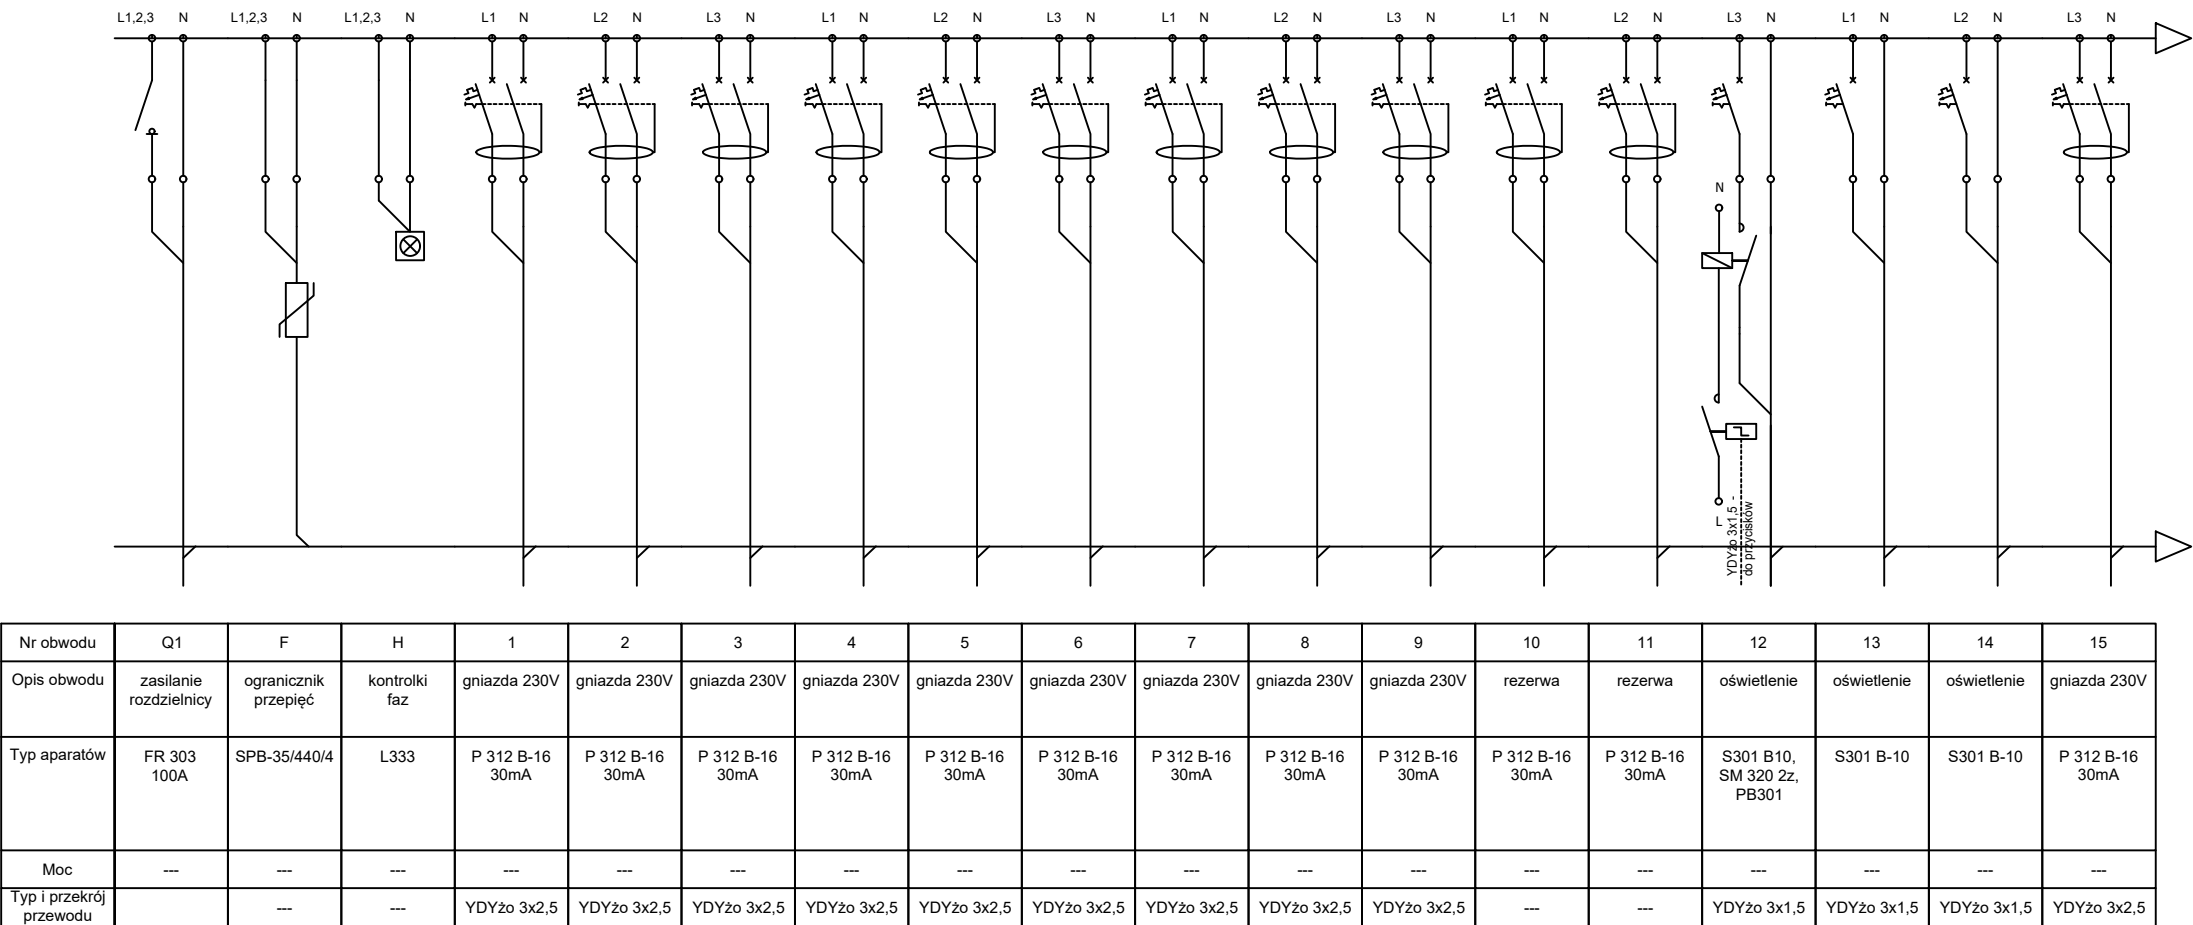 L1,2,3 N L1,2,3 N L1,2,3 N L1 N L2 N L3 N L1 N L2 N L3 N L1 N L2 N L3 N L1 N L2 N L3 N L1 N L2 N L3 N
N
L
YDYżo 3x1,5 -
do przycisków
Nr obwodu Q1 F H 1 2 3 4 5 6 7 8 9 10 11 12 13 14 15
Opis obwodu zasilanie ogranicznik kontrolki gniazda 230V gniazda 230V gniazda 230V gniazda 230V gniazda 230V gniazda 230V gniazda 230V gniazda 230V gniazda 230V rezerwa rezerwa oświetlenie oświetlenie oświetlenie gniazda 230V
rozdzielnicy przepięć faz
Typ aparatów FR 303 SPB-35/440/4 L333 P 312 B-16 P 312 B-16 P 312 B-16 P 312 B-16 P 312 B-16 P 312 B-16 P 312 B-16 P 312 B-16 P 312 B-16 P 312 B-16 P 312 B-16 S301 B10, S301 B-10 S301 B-10 P 312 B-16
100A 30mA 30mA 30mA 30mA 30mA 30mA 30mA 30mA 30mA 30mA 30mA SM 320 2z, 30mA
PB301
Moc --- --- --- --- --- --- --- --- --- --- --- --- --- --- --- --- --- ---
Typ i przekrój
przewodu --- --- YDYżo 3x2,5 YDYżo 3x2,5 YDYżo 3x2,5 YDYżo 3x2,5 YDYżo 3x2,5 YDYżo 3x2,5 YDYżo 3x2,5 YDYżo 3x2,5 YDYżo 3x2,5 --- --- YDYżo 3x1,5 YDYżo 3x1,5 YDYżo 3x1,5 YDYżo 3x2,5